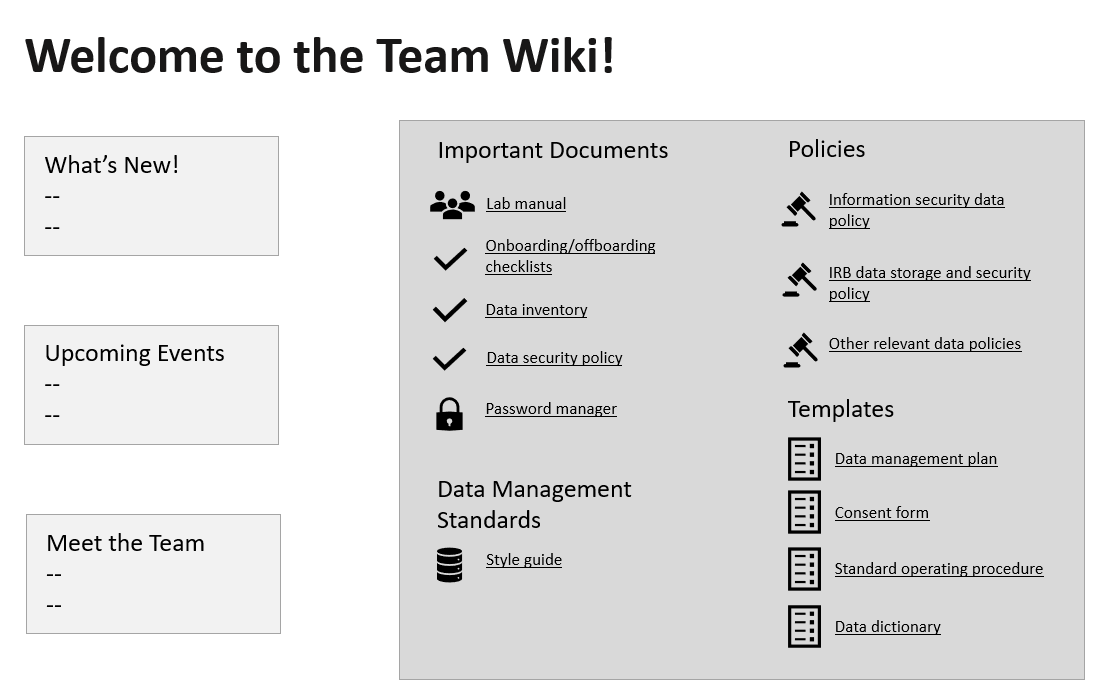 Welcome to the Team Wiki!
What's New!
--
--
Upcoming Events
--
--
Meet the Team
--
--
Important Documents
Lab manual
Onboarding/offboarding
checklists
Data inventory
Data security policy
Password manager
Data Management
Standards
Style guide
Policies
Information security data
policy
IRB data storage and security
policy
Other relevant data policies
Templates
Data management plan
Consent form
Standard operating procedure
Data dictionary